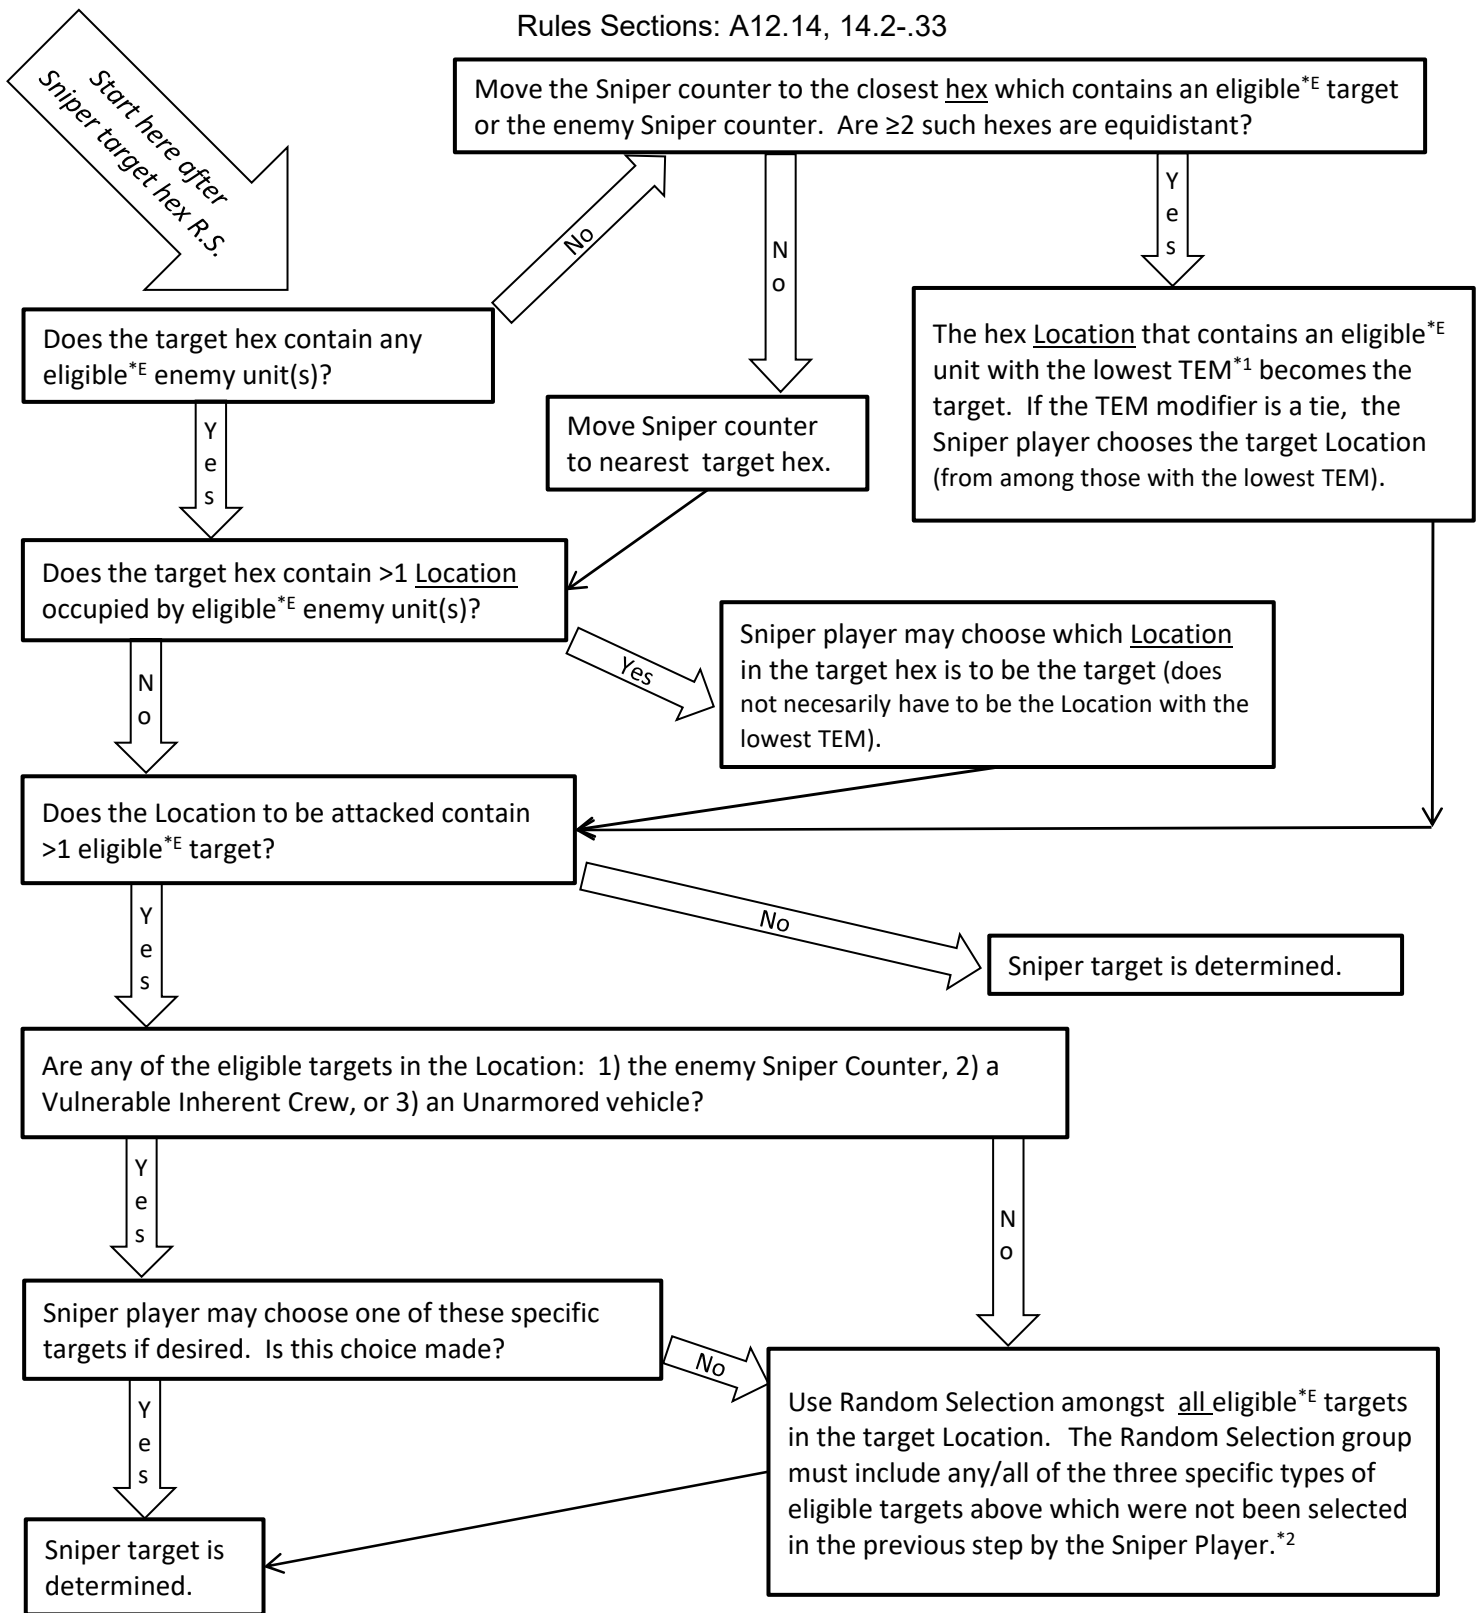 Rules Sections: A12.14, 14.2-.33
Start here after
Sniper target hex R.S.
Move the Sniper counter to the closest hex which contains an eligible*E target
or the enemy Sniper counter. Are ≥2 such hexes are equidistant?
No
No
Yes
Does the target hex contain any
eligible*E enemy unit(s)?
The hex Location that contains an eligible*E
unit with the lowest TEM*1 becomes the
target. If the TEM modifier is a tie, the
Sniper player chooses the target Location
(from among those with the lowest TEM).
Move Sniper counter
to nearest target hex.
Yes
Does the target hex contain >1 Location
occupied by eligible*E enemy unit(s)?
Yes
Sniper player may choose which Location
in the target hex is to be the target (does
not necesarily have to be the Location with the
lowest TEM).
No
Does the Location to be attacked contain
>1 eligible*E target?
No
Sniper target is determined.
Yes
Are any of the eligible targets in the Location: 1) the enemy Sniper Counter, 2) a
Vulnerable Inherent Crew, or 3) an Unarmored vehicle?
Yes
No
Sniper player may choose one of these specific
targets if desired. Is this choice made?
No
Yes
Use Random Selection amongst all eligible*E targets
in the target Location. The Random Selection group
must include any/all of the three specific types of
eligible targets above which were not been selected
in the previous step by the Sniper Player.*2
Sniper target is
determined.